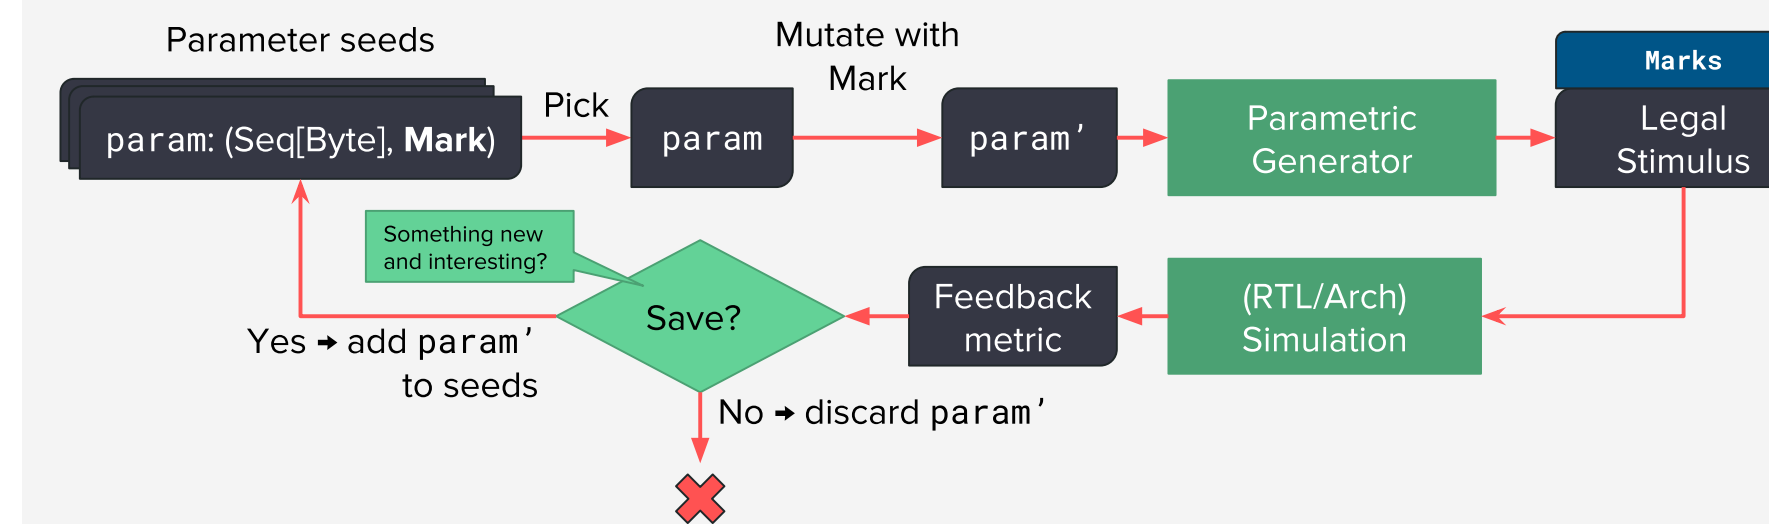 Parameter seeds
param: (Seq[Byte], Mark)
Pick
param
Mutate with
Mark
param’
Parametric
Generator
Marks
Legal
Stimulus
(RTL/Arch)
Simulation
Feedback
metric
Save?
Something new
and interesting?
Yes → add param’
to seeds
No → discard param’